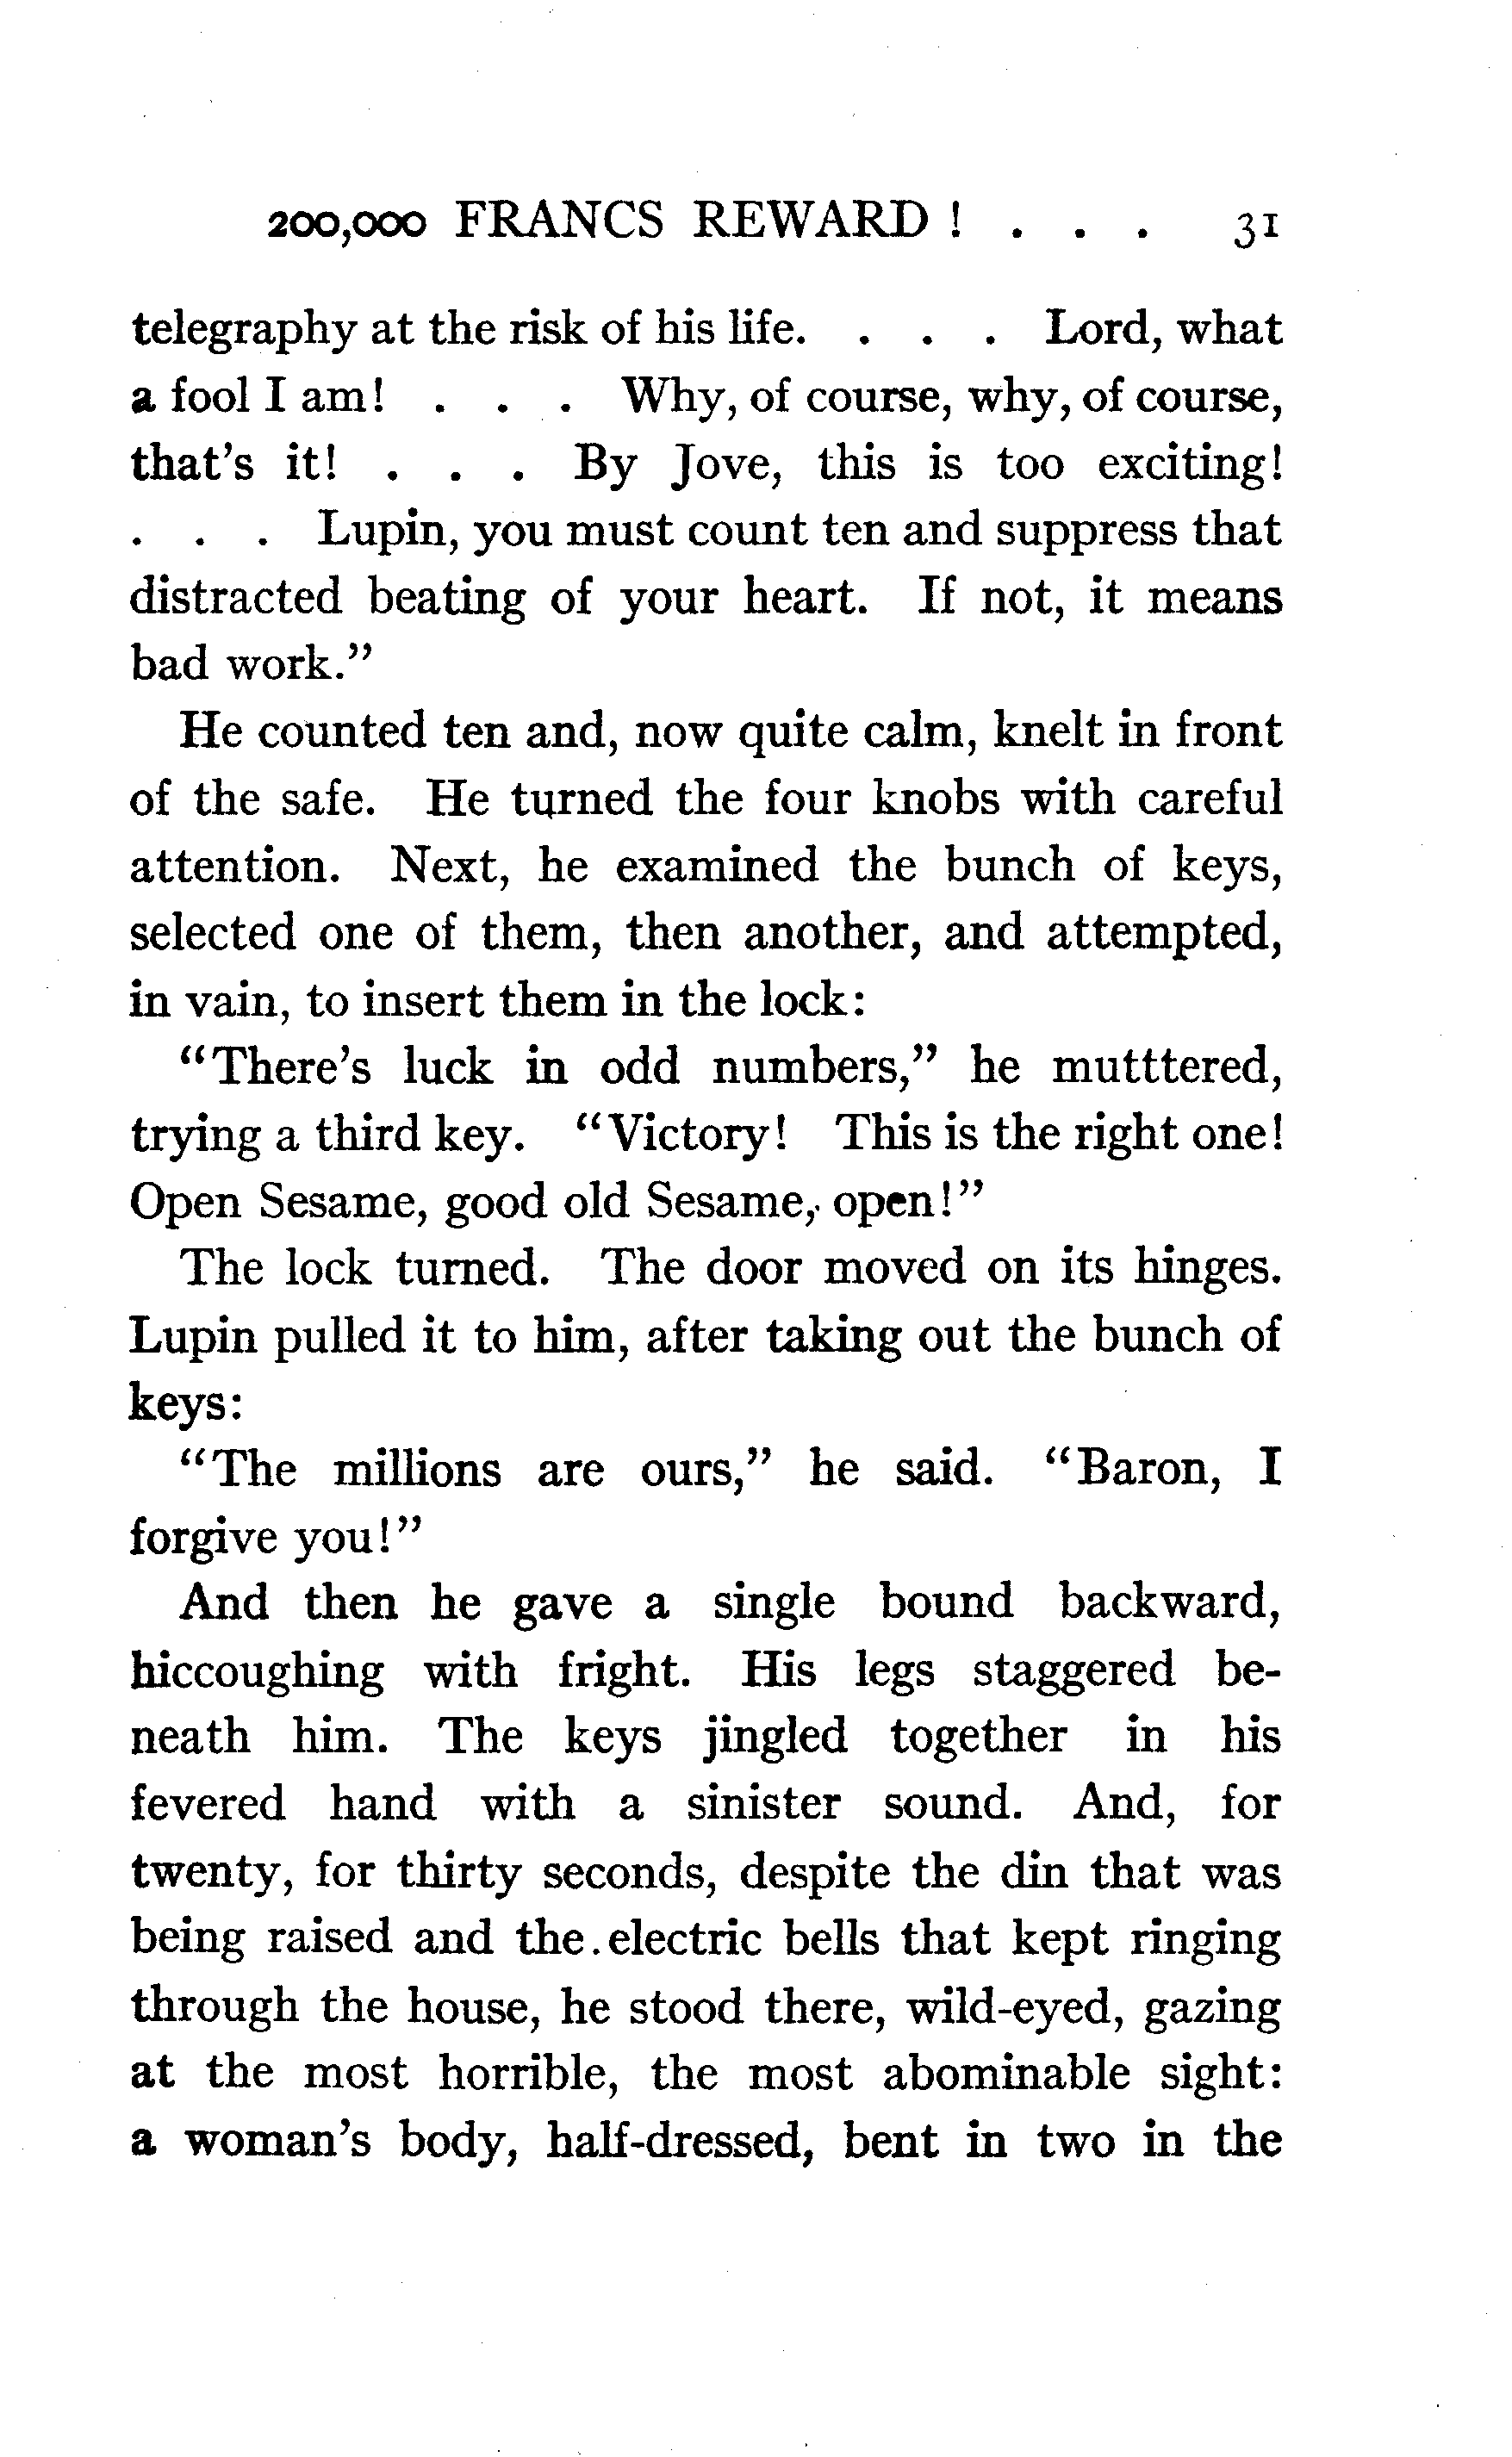 200,000 FRANCS REWARD ! . . . 31
telegraphy at the risk of his life. . . . Lord, what
a fool I am! . . . Why, of course, why, of course,
that's it! . . . By Jove, this is too exciting!
. . . Lupin, you must count ten and suppress that
distracted beating of your heart. If not, it means
bad work."
He counted ten and, now quite calm, knelt in front
of the safe. He turned the four knobs with careful
attention. Next, he examined the bunch of keys,
selected one of them, then another, and attempted,
in vain, to insert them in the lock:
"There's luck in odd numbers," he mutttered,
trying a third key. "Victory! This is the right one!
Open Sesame, good old Sesame, open!"
The lock turned. The door moved on its hinges.
Lupin pulled it to him, after taking out the bunch of
keys:
"The millions are ours," he said. "Baron, I
forgive you!"
And then he gave a single bound backward,
hiccoughing with fright. His legs staggered be-
neath him. The keys jingled together in his
fevered hand with a sinister sound. And, for
twenty, for thirty seconds, despite the din that was
being raised and the electric bells that kept ringing
through the house, he stood there, wild-eyed, gazing
at the most horrible, the most abominable sight:
a woman's body, half-dressed, bent in two in the